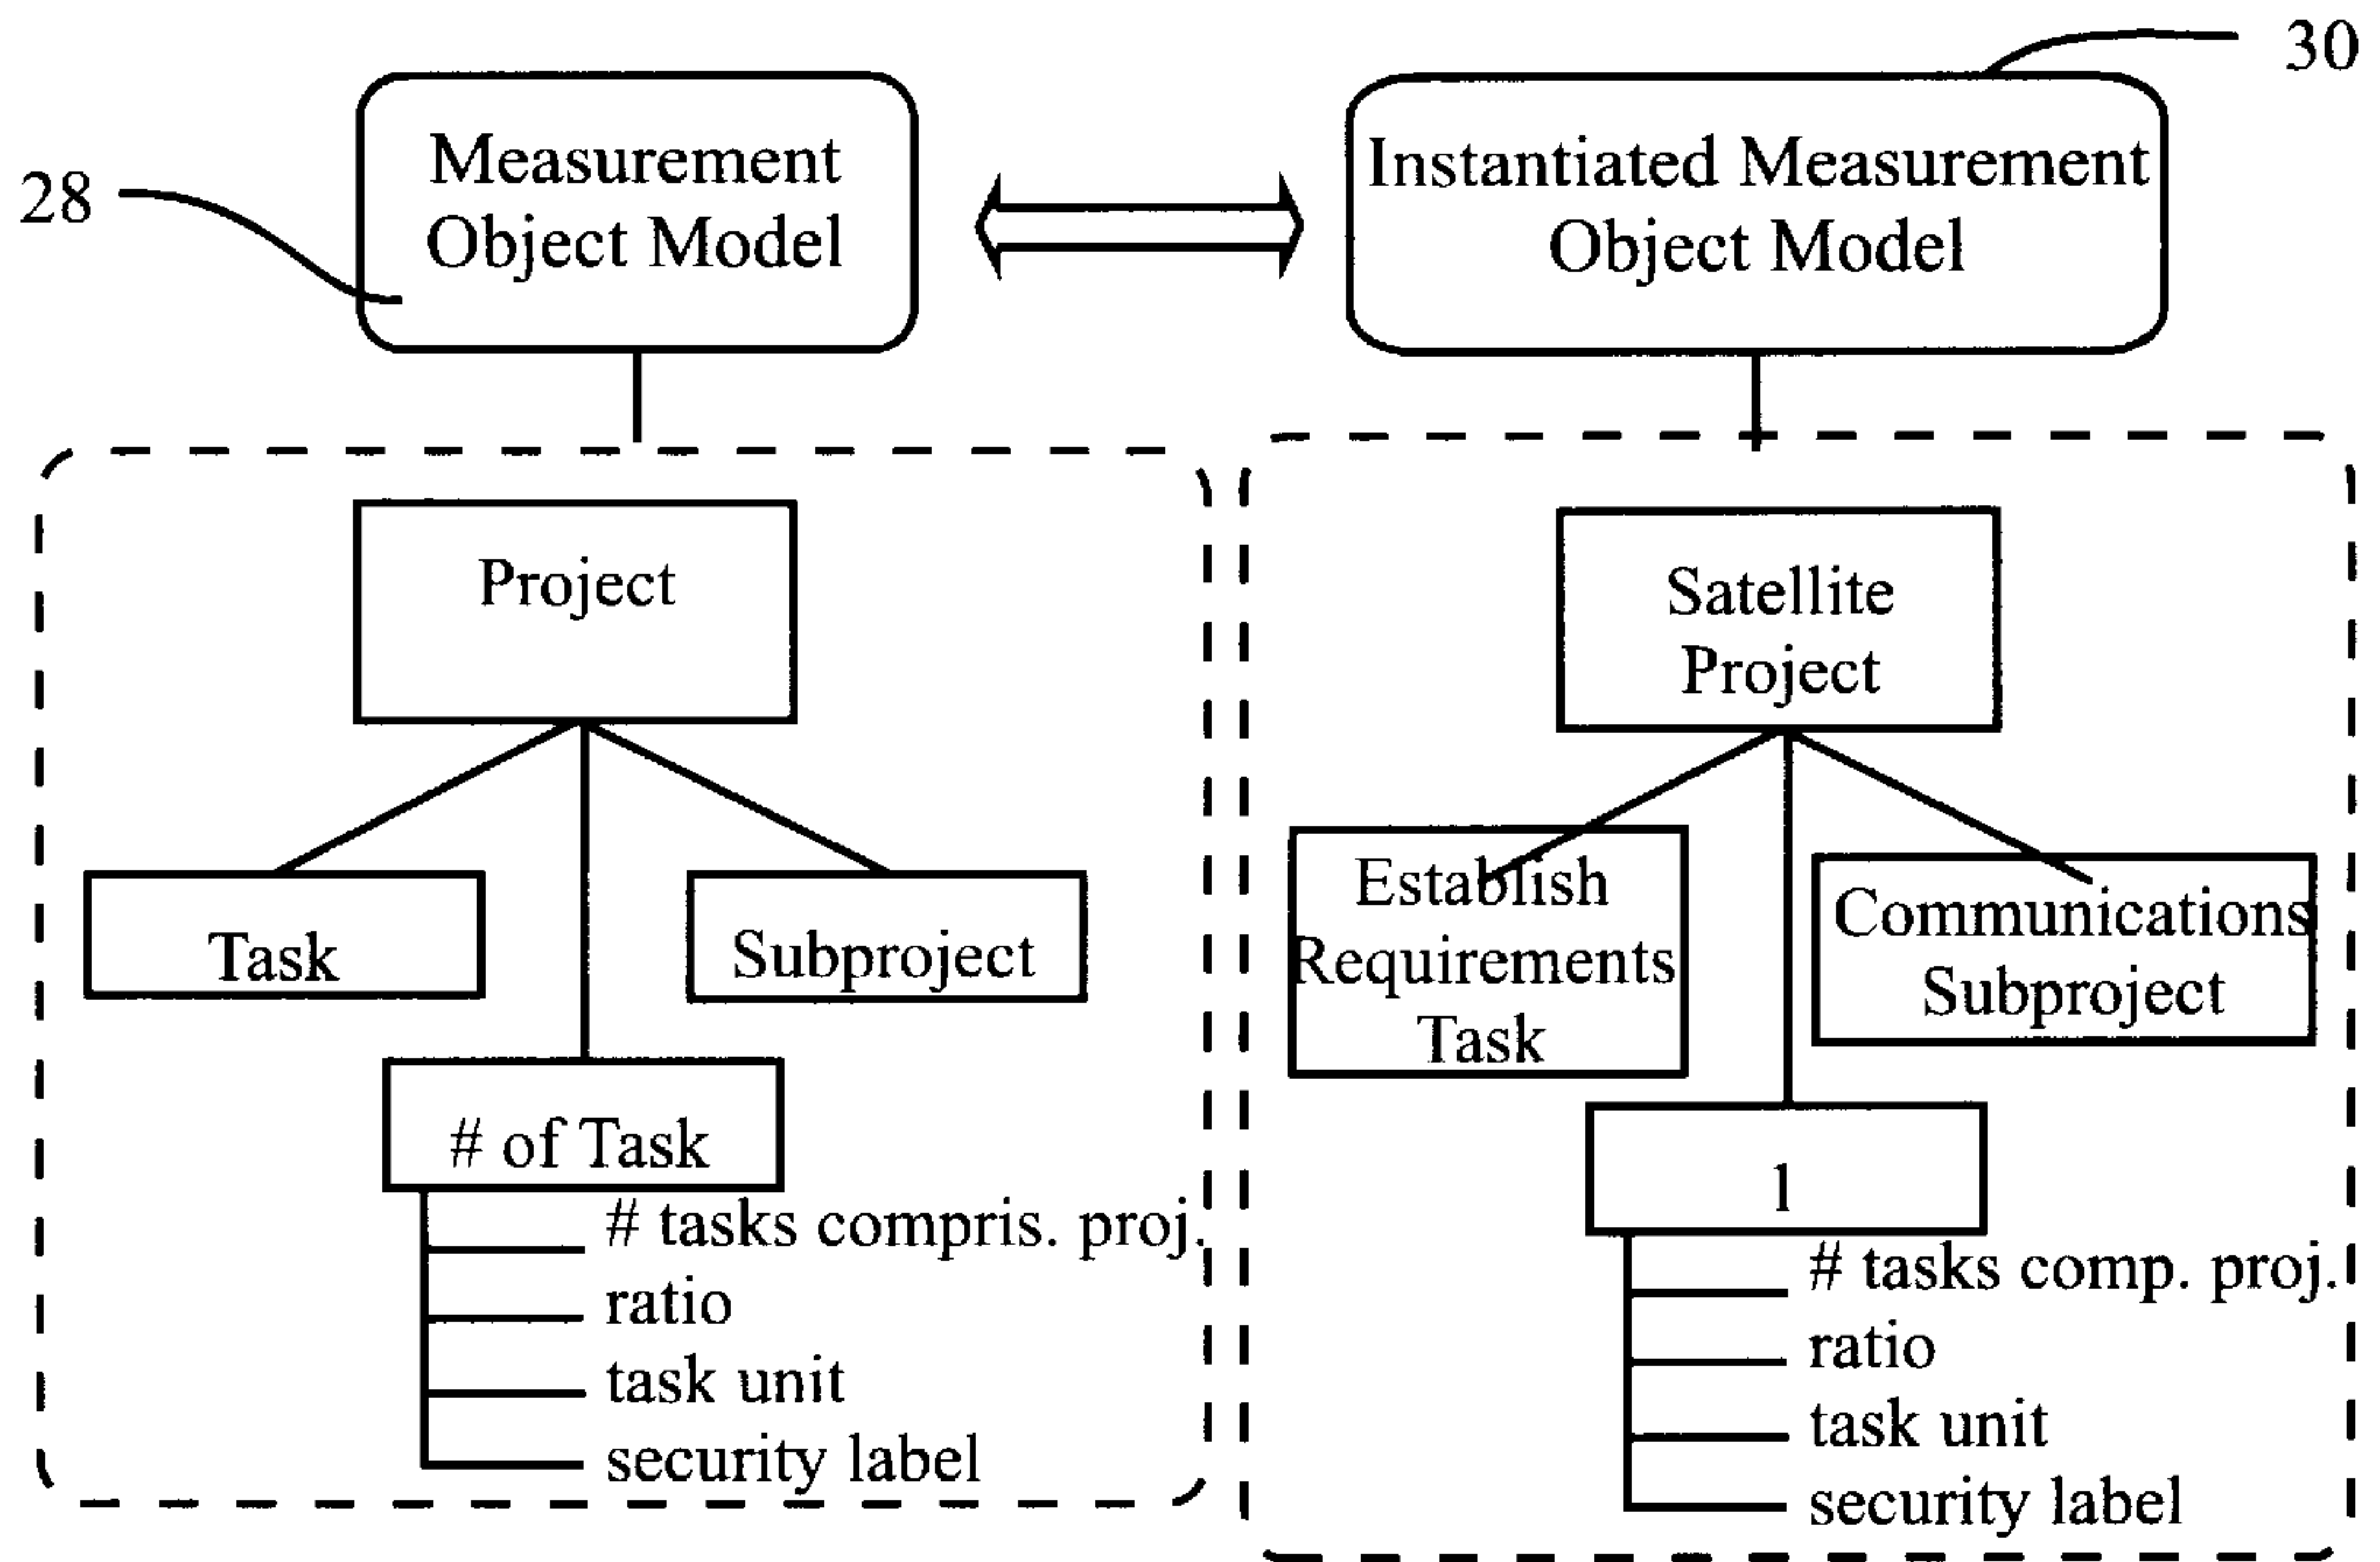 30
28
Measurement
Object Model
Instantiated Measurement
Object Model
Project
Task
Subproject
# of Task
# tasks compris. proj.
ratio
task unit
security label
Satellite
Project
Establish
Requirements
Task
Communications
Subproject
1
# tasks comp. proj.
ratio
task unit
security label